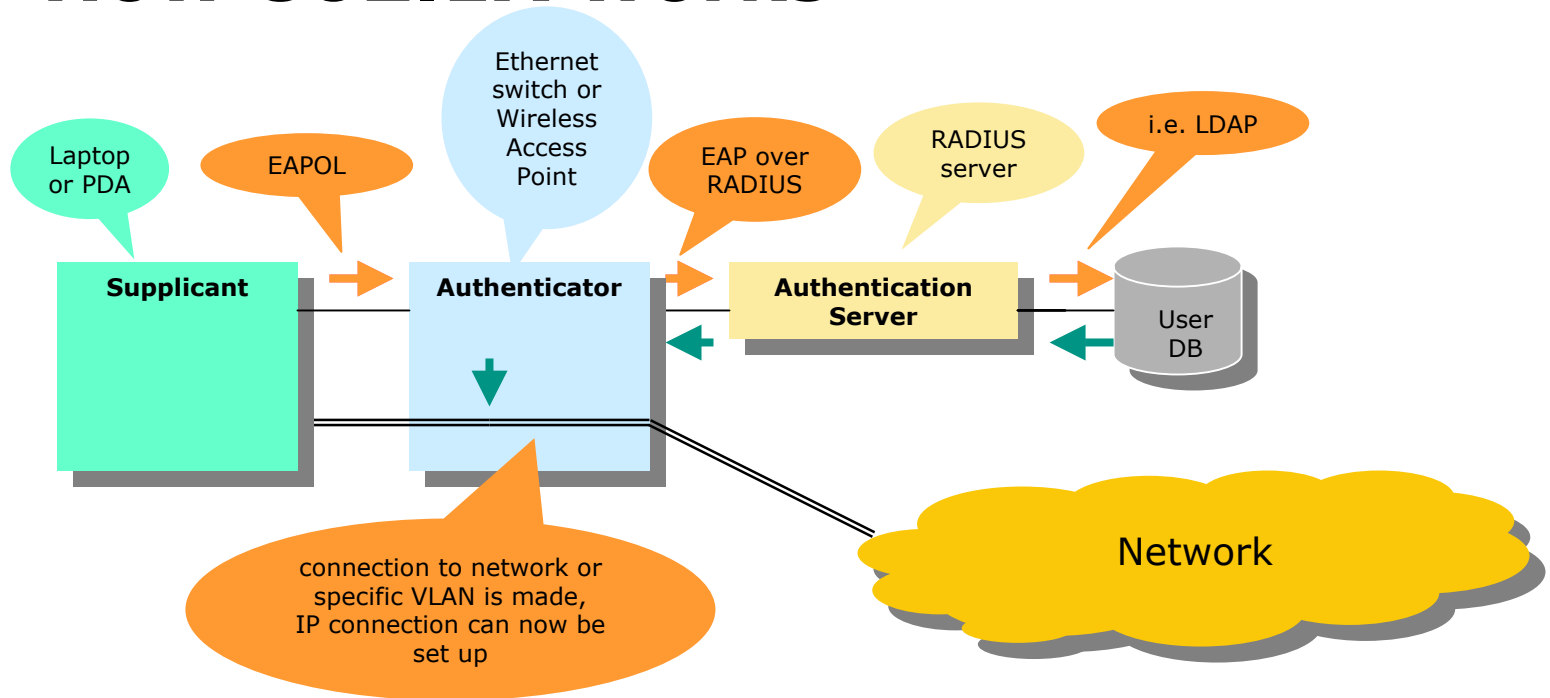 Ethernet
switch or
Wireless
Access
Point
Laptop
or PDA
EAPOL
EAP over
RADIUS
RADIUS
server
i.e. LDAP
Supplicant
Authenticator
Authentication
Server
User
DB
connection to network or
specific VLAN is made,
IP connection can now be
set up
Network